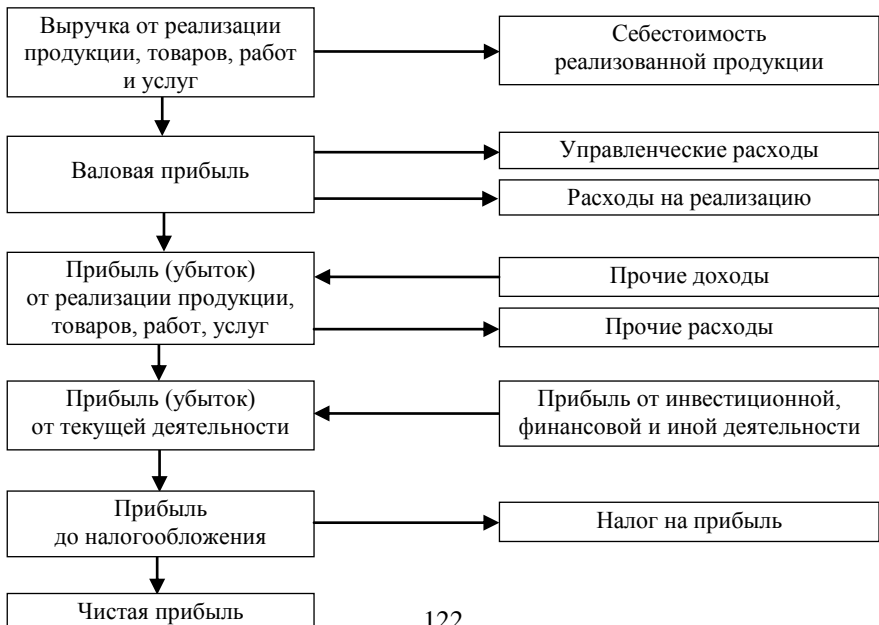 Выручка от реализации
продукции, товаров, работ
и услуг
Себестоимость
реализованной продукции
Валовая прибыль
Управленческие расходы
Расходы на реализацию
Прибыль (убыток)
от реализации продукции,
товаров, работ, услуг
Прочие доходы
Прочие расходы
Прибыль (убыток)
от текущей деятельности
Прибыль от инвестиционной,
финансовой и иной деятельности
Прибыль
до налогообложения
Налог на прибыль
Чистая прибыль
122